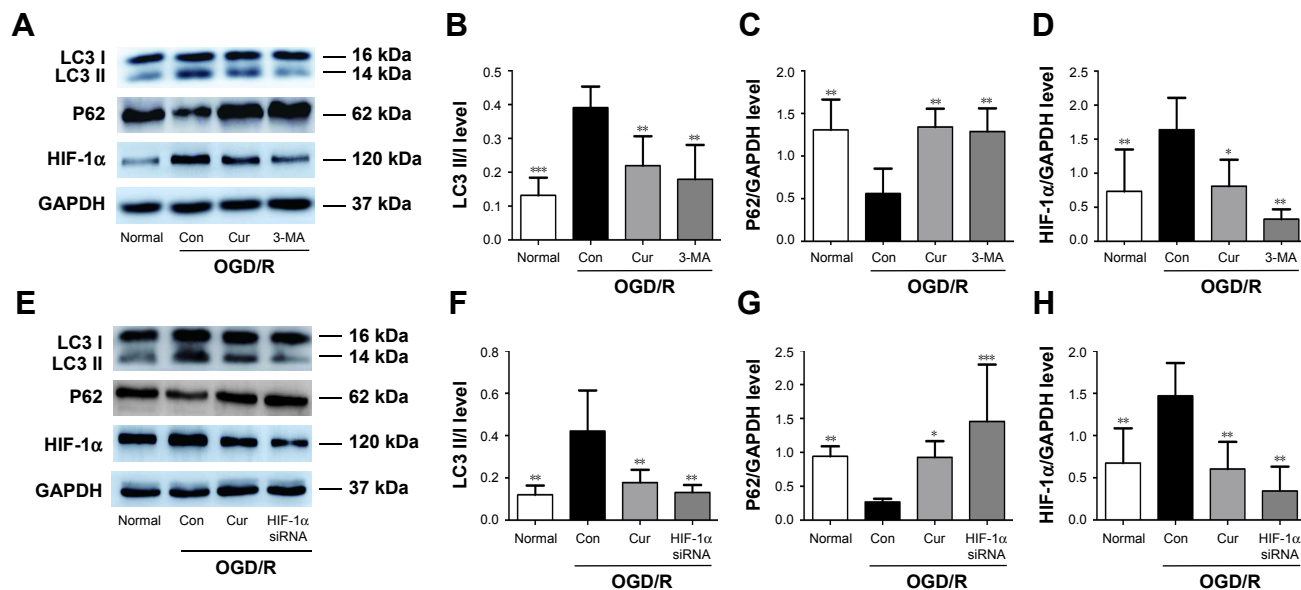 A
LC3 I
16 kDa
LC3 II
14 kDa
P62
62 kDa
HIF-1α
120 kDa
GAPDH
37 kDa
Normal Con Cur 3-MA
OGD/R
B
LC3 II/I level
0.5
0.4
0.3
0.2
0.1
0.0
***
**
**
Normal Con Cur 3-MA
OGD/R
C
P62/GAPDH level
2.0
1.5
1.0
0.5
0.0
**
**
**
Normal Con Cur 3-MA
OGD/R
D
HIF-1α/GAPDH level
2.5
2.0
1.5
1.0
0.5
0.0
**
*
**
Normal Con Cur 3-MA
OGD/R
E
LC3 I
16 kDa
LC3 II
14 kDa
P62
62 kDa
HIF-1α
120 kDa
GAPDH
37 kDa
Normal Con Cur HIF-1α
siRNA
OGD/R
F
LC3 II/I level
0.8
0.6
0.4
0.2
0.0
**
**
**
Normal Con Cur HIF-1α
siRNA
OGD/R
G
P62/GAPDH level
2.5
2.0
1.5
1.0
0.5
0.0
**
*
***
Normal Con Cur HIF-1α
siRNA
OGD/R
H
HIF-1α/GAPDH level
2.0
1.5
1.0
0.5
0.0
**
**
**
Normal Con Cur HIF-1α
siRNA
OGD/R